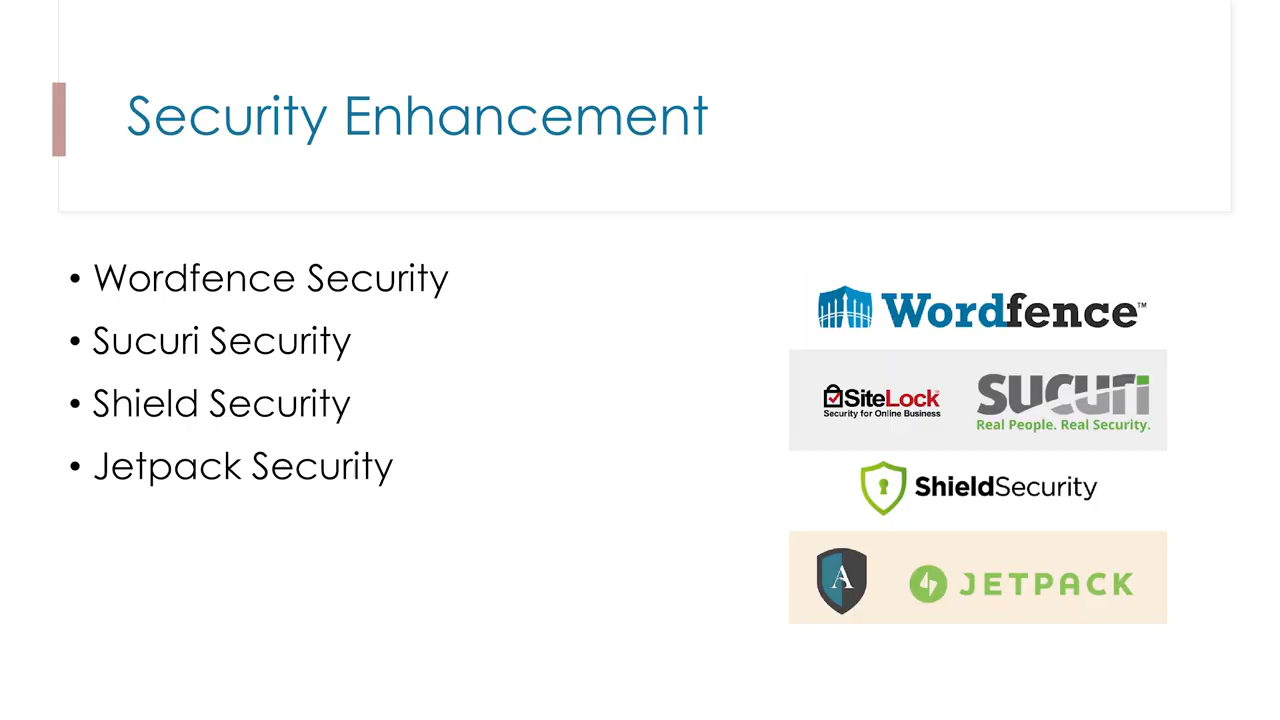 Security Enhancement
• Wordfence Security
• Sucuri Security
• Shield Security
• Jetpack Security
Wordfence™
SiteLock
Security for Online Business
SUCURI
Real People. Real Security.
ShieldSecurity
A
JETPACK